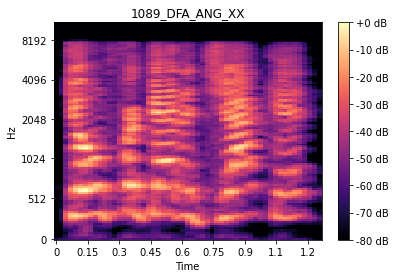 1089_DFA_ANG_XX
+0 dB
8192
-10 dB
4096
-20 dB
-30 dB
2048
Hz
-40 dB
1024
-50 dB
512
-60 dB
-70 dB
0
-80 dB
0 0.15 0.3 0.45 0.6 0.75 0.9 1.1 1.2
Time